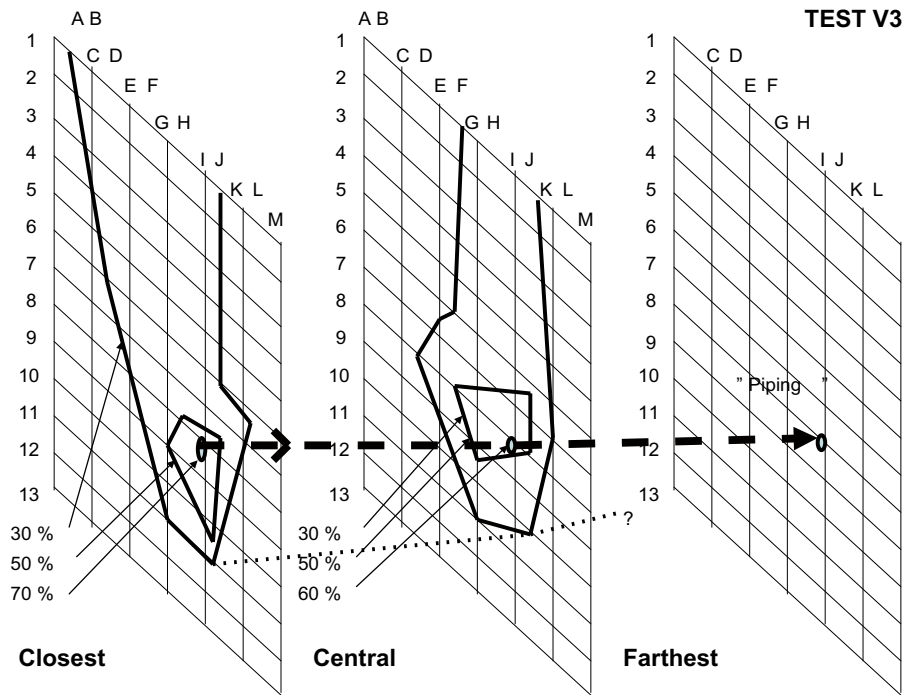 TEST V3
A B
C D
E F
G H
I J
K L
M
1
2
3
4
5
6
7
8
9
10
11
12
13
30 %
50 %
70 %
Closest
A B
C D
E F
G H
I J
K L
M
1
2
3
4
5
6
7
8
9
10
11
12
13
30 %
50 %
60 %
Central
A B
C D
E F
G H
I J
K L
M
1
2
3
4
5
6
7
8
9
10
11
12
13
" Piping "
?
Farthest